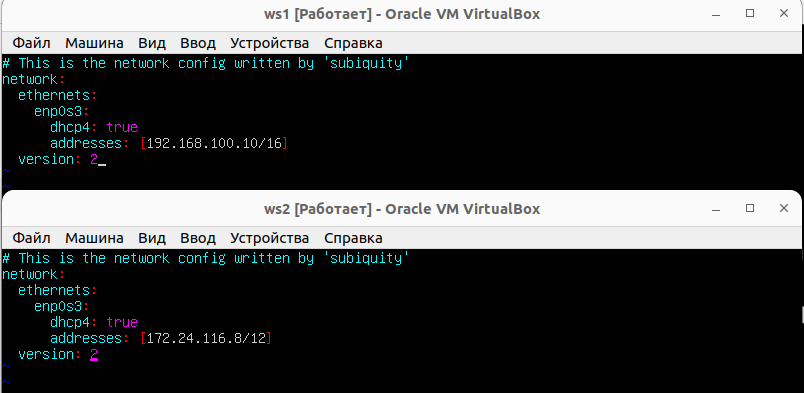 ws1 [Работает] - Oracle VM VirtualBox
Файл Машина Вид Ввод Устройства Справка
# This is the network config written by 'subiquity'
network:
  ethernets:
    enp0s3:
      dhcp4: true
      addresses: [192.168.100.10/16]
  version: 2
~
~
ws2 [Работает] - Oracle VM VirtualBox
Файл Машина Вид Ввод Устройства Справка
# This is the network config written by 'subiquity'
network:
  ethernets:
    enp0s3:
      dhcp4: true
      addresses: [172.24.116.8/12]
  version: 2
~
~